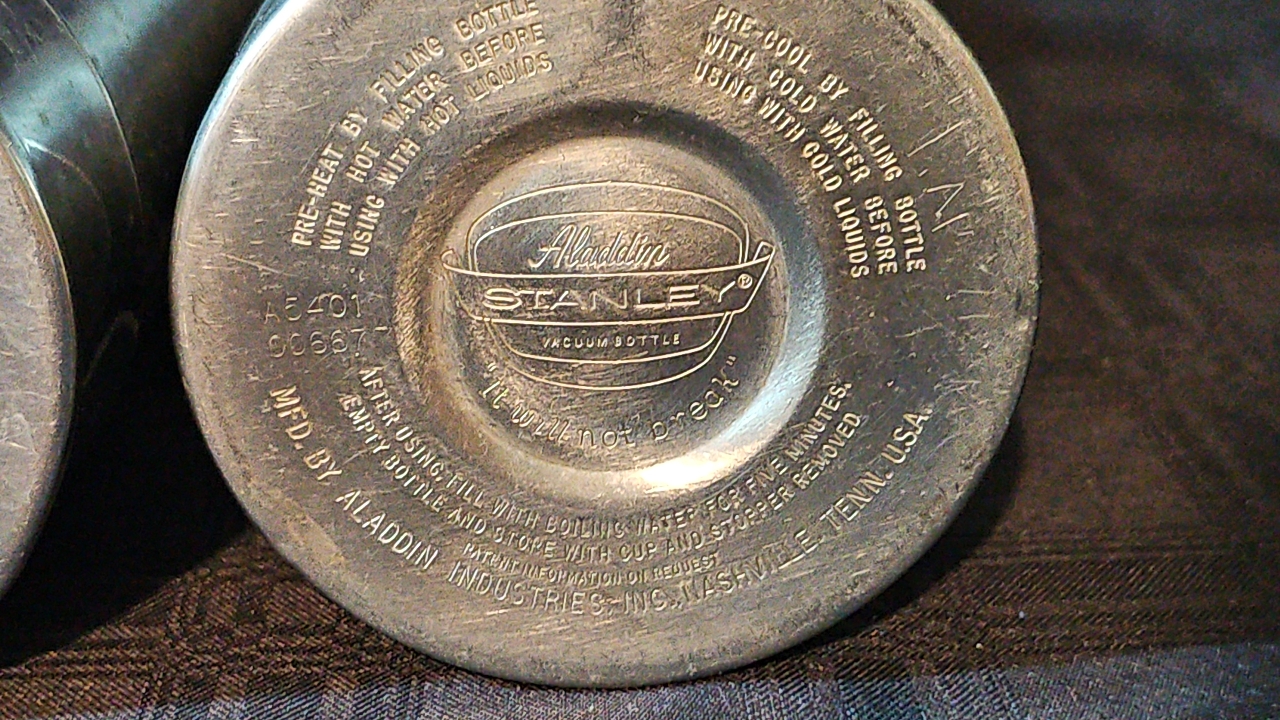 PRE-HEAT BY FILLING BOTTLE
WITH HOT WATER BEFORE
USING WITH HOT LIQUIDS
PRE-COOL BY FILLING BOTTLE
WITH COLD WATER BEFORE
USING WITH COLD LIQUIDS
Aladdin
STANLEY®
VACUUM BOTTLE
"It will not break"
A5401
00667
AFTER USING, FILL WITH BOILING WATER FOR FIVE MINUTES.
EMPTY BOTTLE AND STORE WITH CUP AND STOPPER REMOVED.
PATENT INFORMATION ON REQUEST
MFD. BY ALADDIN INDUSTRIES, INC., NASHVILLE, TENN. U.S.A.